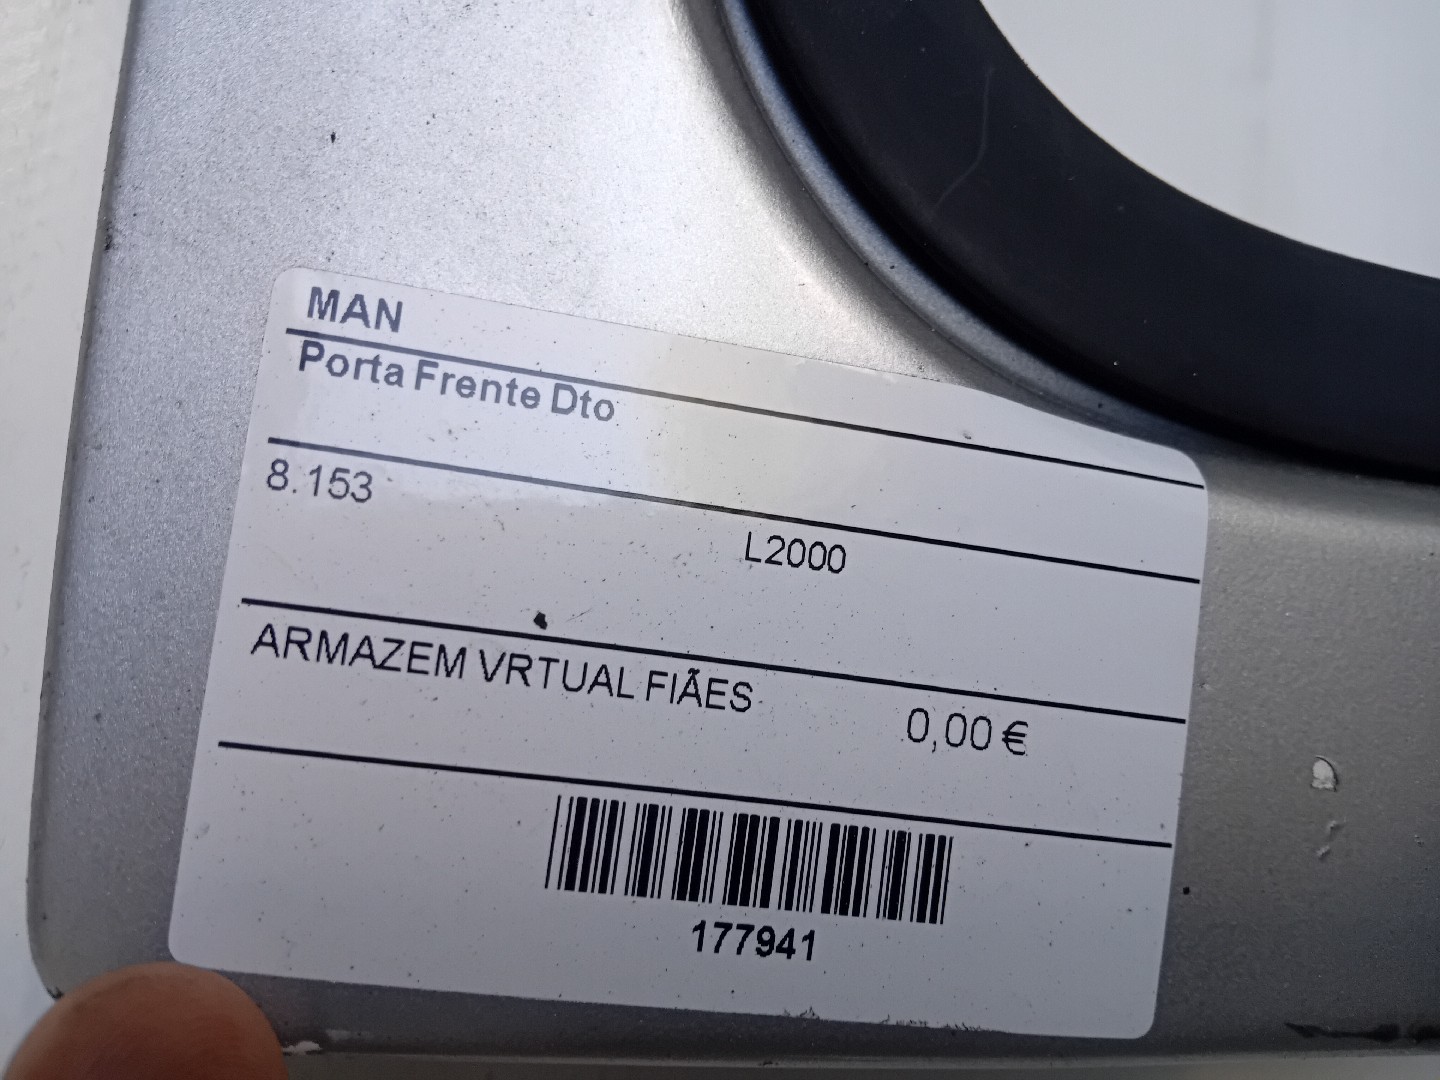 MAN
Porta Frente Dto
8.153 L2000
ARMAZEM VRTUAL FIÃES 0,00 €
177941